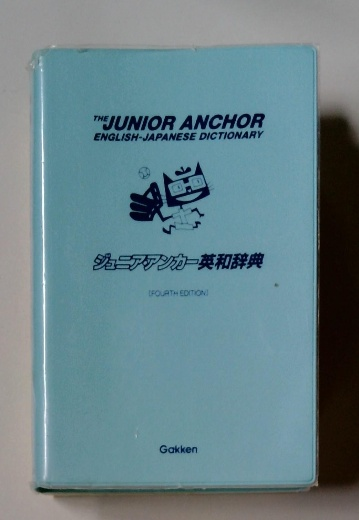 THE JUNIOR ANCHOR
ENGLISH-JAPANESE DICTIONARY
ジュニア・アンカー英和辞典
[FOURTH EDITION]
Gakken